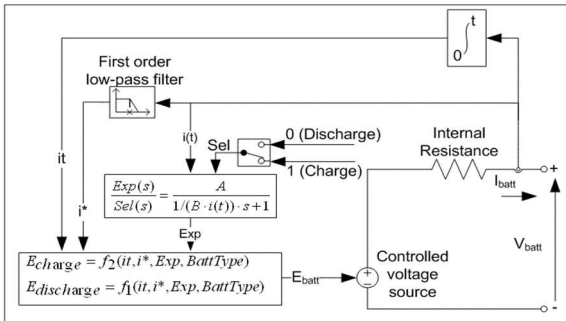 t
∫
0
First order
low-pass filter
it
i*
i(t)
Sel
0 (Discharge)
1 (Charge)
Internal
Resistance
+
I_batt
V_batt
Exp(s)/Sel(s) = A/(1/(B·i(t))·s+1)
Exp
E_charge = f_2(it,i*,Exp,BattType)
E_discharge = f_1(it,i*,Exp,BattType)
E_batt
+
-
Controlled
voltage
source
-